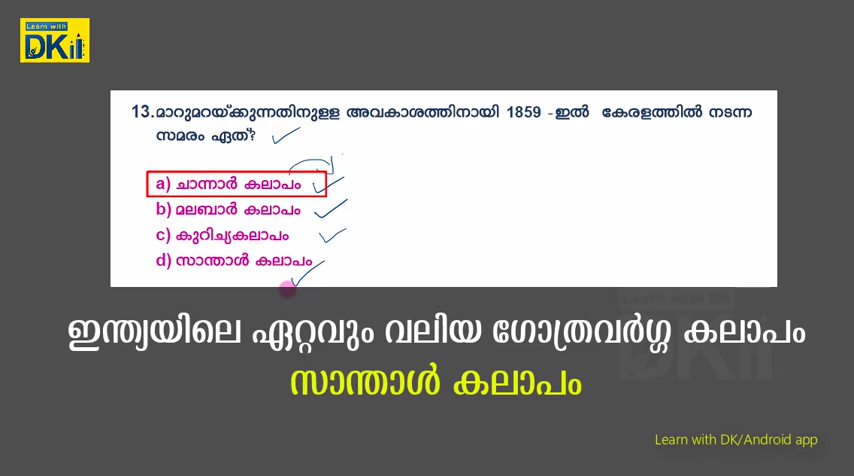 Learn with
DK
13.മാറുമറയ്ക്കുന്നതിനുളള അവകാശത്തിനായി 1859 -ഇൽ കേരളത്തിൽ നടന്ന
സമരം ഏത്?
a) ചാന്നാർ കലാപം
b) മലബാർ കലാപം
c) കുറിച്യകലാപം
d) സാന്താൾ കലാപം
ഇന്ത്യയിലെ ഏറ്റവും വലിയ ഗോത്രവർഗ്ഗ കലാപം
സാന്താൾ കലാപം
Learn with DK/Android app